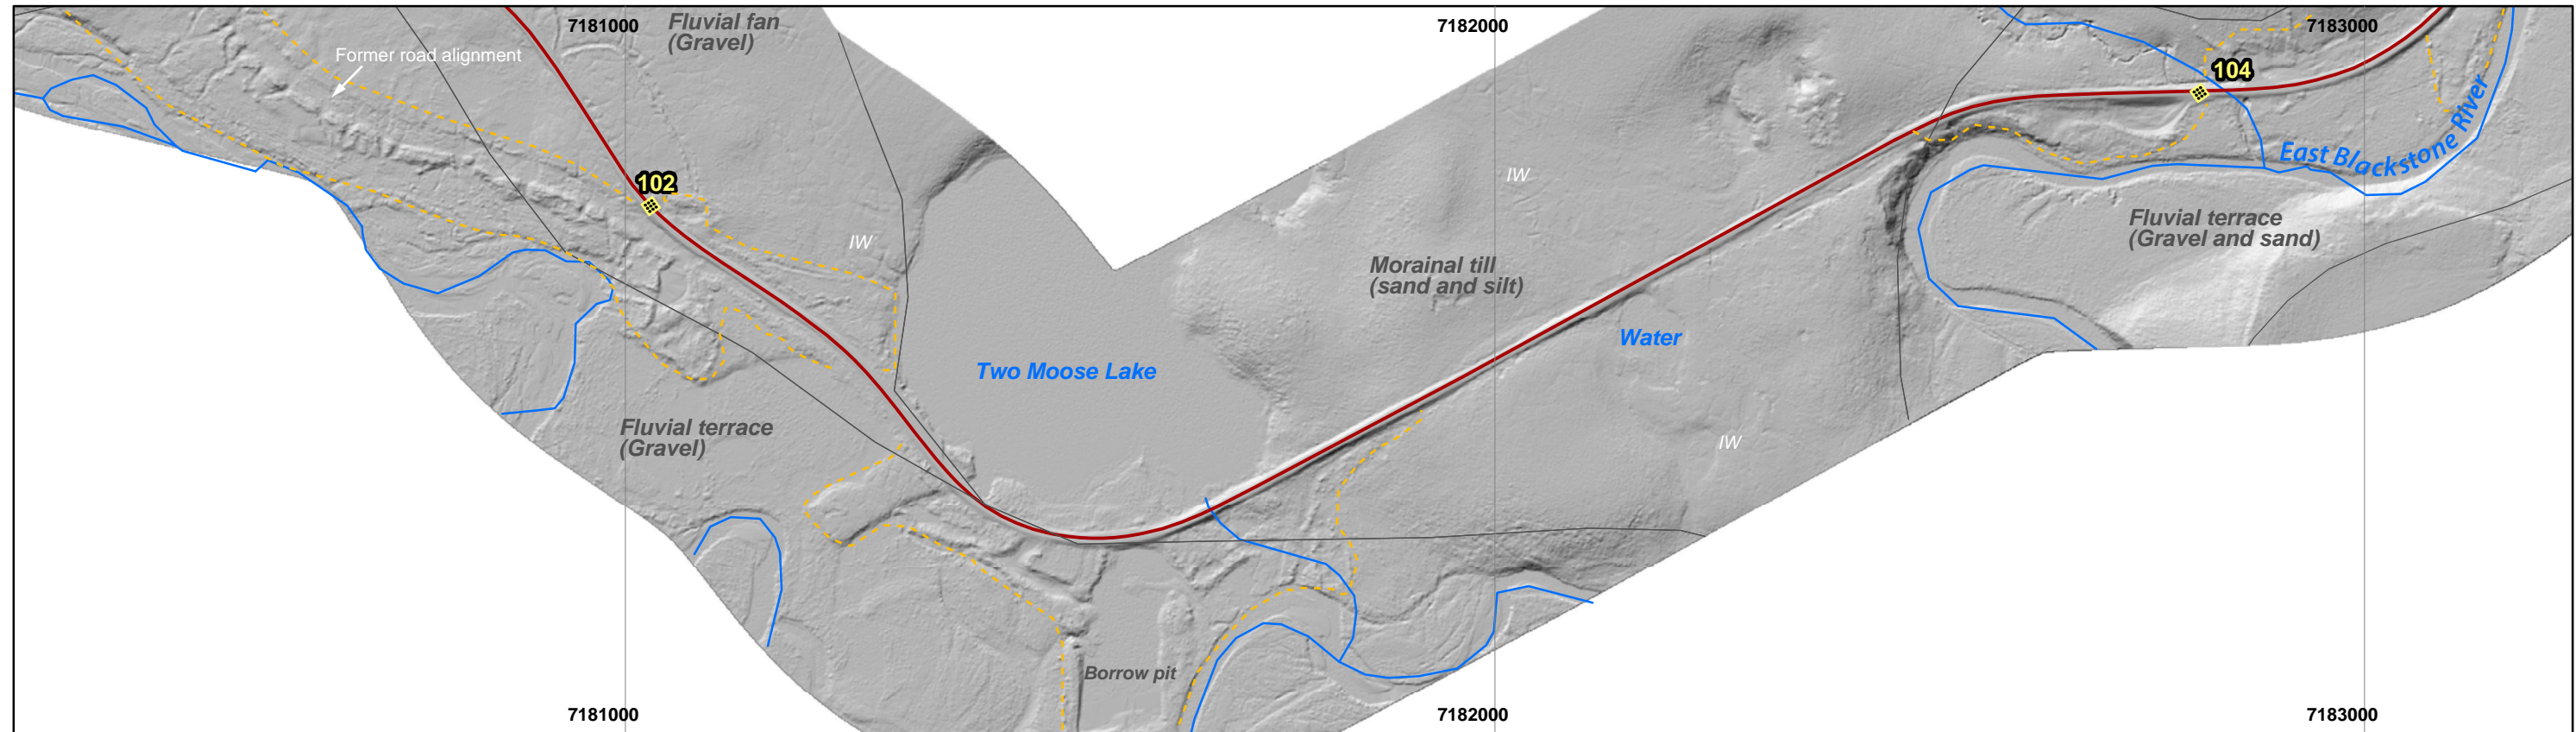 7181000
Fluvial fan
(Gravel)
7182000
7183000
Former road alignment
104
102
East Blackstone River
IW
IW
Fluvial terrace
(Gravel and sand)
Morainal till
(sand and silt)
Water
Two Moose Lake
Fluvial terrace
(Gravel)
IW
Borrow pit
7181000
7182000
7183000